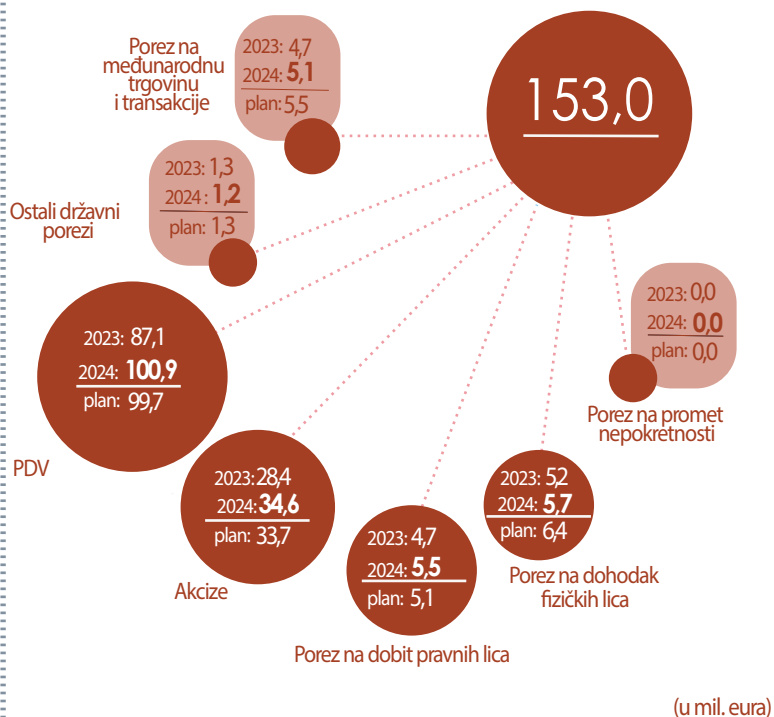 153,0
Porez na
međunarodnu
trgovinu
i transakcije
2023: 4,7
2024: 5,1
plan: 5,5
Ostali državni
porezi
2023: 1,3
2024 : 1,2
plan: 1,3
2023: 87,1
2024: 100,9
plan: 99,7
PDV
2023: 28,4
2024: 34,6
plan: 33,7
Akcize
2023: 4,7
2024: 5,5
plan: 5,1
Porez na dobit pravnih lica
2023: 5,2
2024: 5,7
plan: 6,4
Porez na dohodak
fizičkih lica
2023: 0,0
2024: 0,0
plan: 0,0
Porez na promet
nepokretnosti
(u mil. eura)